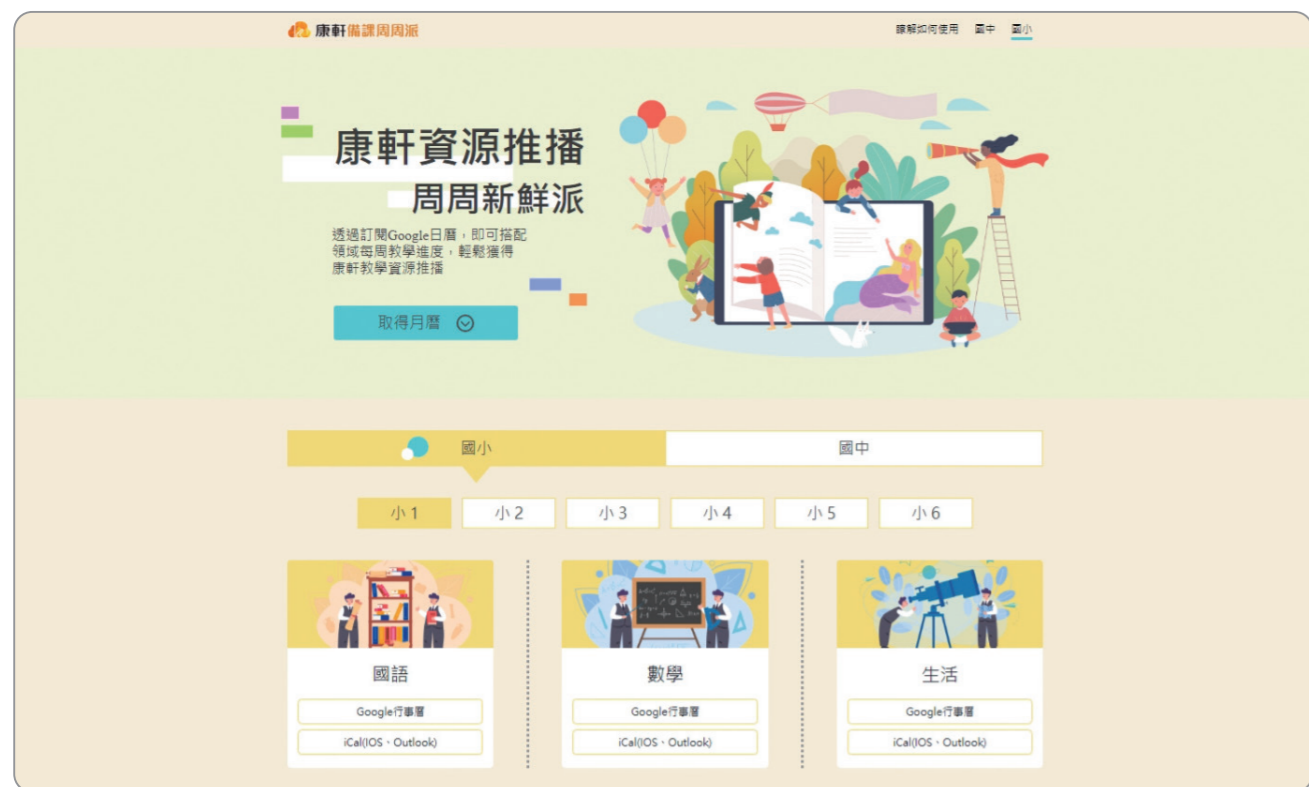 康軒備課周周派
瞭解如何使用 國中 國小
康軒資源推播
周周新鮮派
透過訂閱Google日曆，即可搭配
領域每周教學進度，輕鬆獲得
康軒教學資源推播
取得月曆
國小 國中
小1 小2 小3 小4 小5 小6
國語 數學 生活
Google行事曆 Google行事曆 Google行事曆
iCal(IOS、Outlook) iCal(IOS、Outlook) iCal(IOS、Outlook)